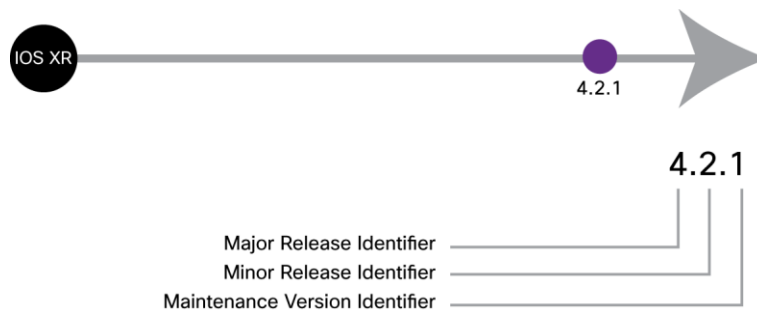 IOS XR
4.2.1
4.2.1
Major Release Identifier
Minor Release Identifier
Maintenance Version Identifier